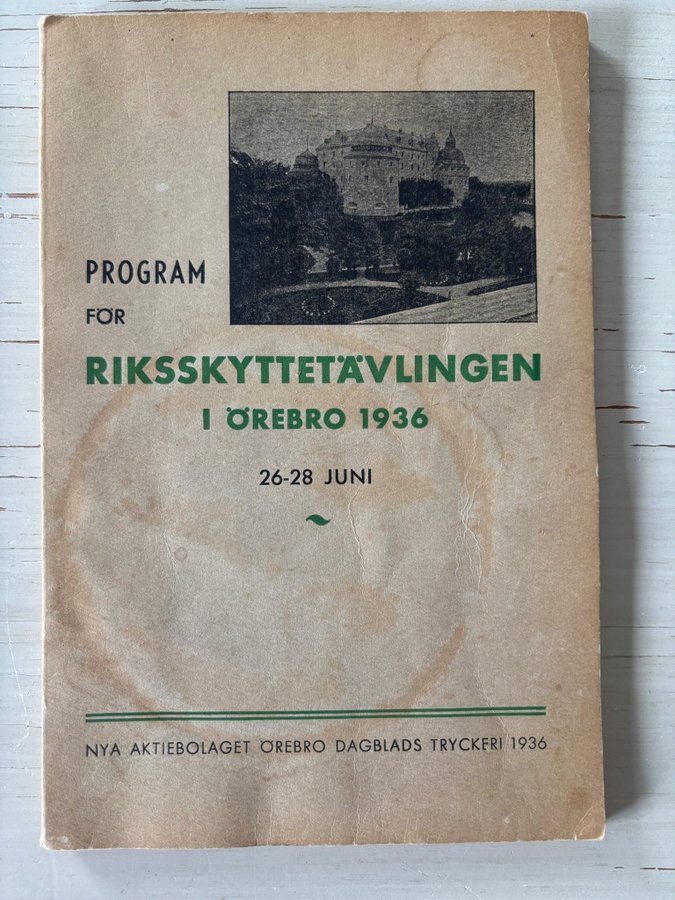 PROGRAM
FÖR
RIKSSKYTTETÄVLINGEN
I ÖREBRO 1936
26-28 JUNI
NYA AKTIEBOLAGET ÖREBRO DAGBLADS TRYCKERI 1936